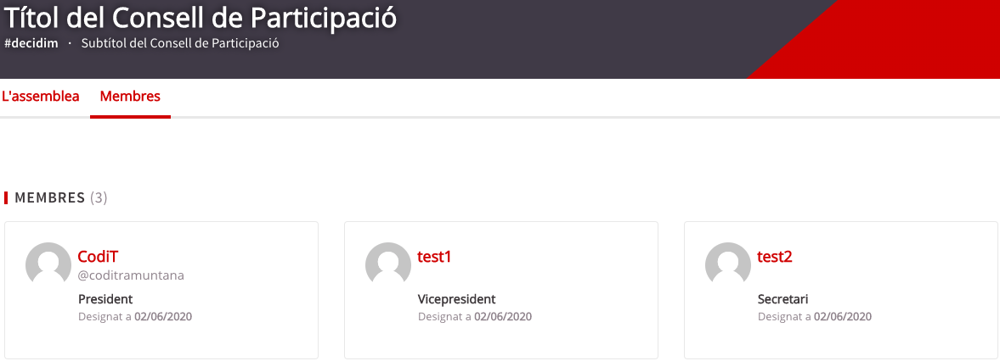 Títol del Consell de Participació
#decidim · Subtítol del Consell de Participació
L'assemblea Membres
MEMBRES (3)
CodiT
@coditramuntana
President
Designat a 02/06/2020
test1
Vicepresident
Designat a 02/06/2020
test2
Secretari
Designat a 02/06/2020